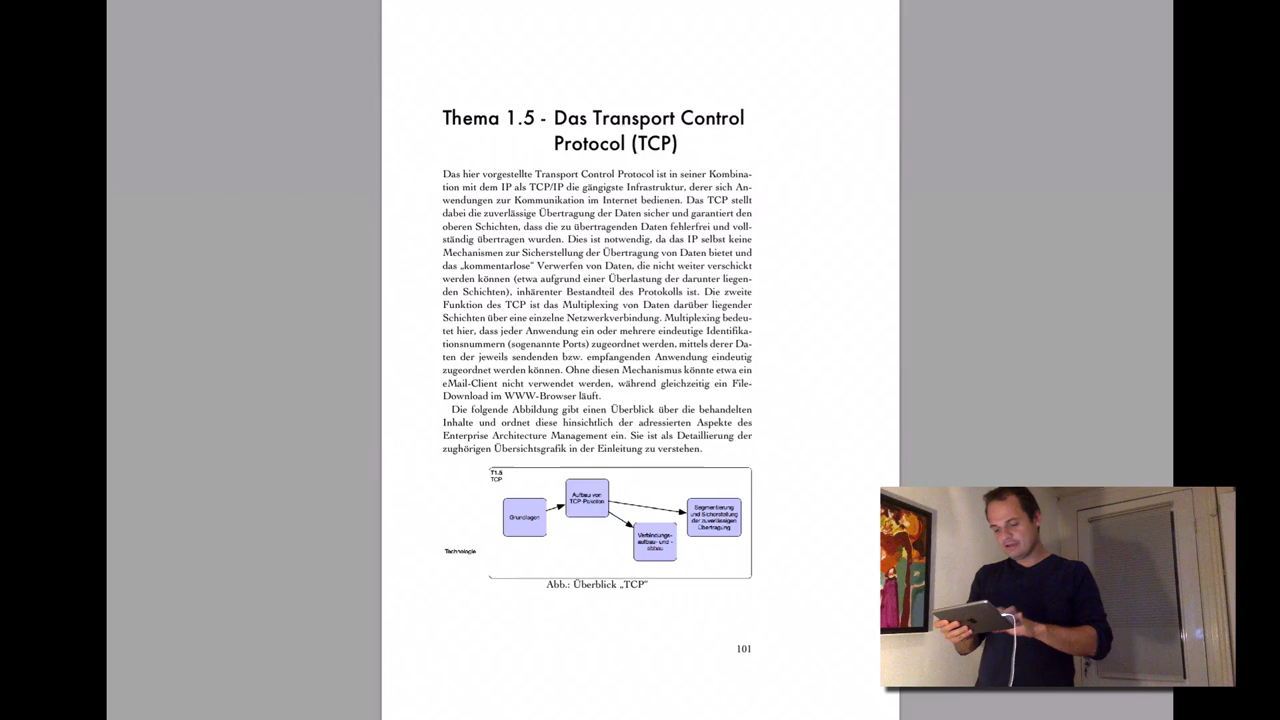 Thema 1.5 - Das Transport Control
Protocol (TCP)
Das hier vorgestellte Transport Control Protocol ist in seiner Kombina-
tion mit dem IP als TCP/IP die gängigste Infrastruktur, derer sich An-
wendungen zur Kommunikation im Internet bedienen. Das TCP stellt
dabei die zuverlässige Übertragung der Daten sicher und garantiert den
oberen Schichten, dass die zu übertragenden Daten fehlerfrei und voll-
ständig übertragen wurden. Dies ist notwendig, da das IP selbst keine
Mechanismen zur Sicherstellung der Übertragung von Daten bietet und
das „kommentarlose“ Verwerfen von Daten, die nicht weiter verschickt
werden können (etwa aufgrund einer Überlastung der darunter liegen-
den Schichten), inhärenter Bestandteil des Protokolls ist. Die zweite
Funktion des TCP ist das Multiplexing von Daten darüber liegender
Schichten über eine einzelne Netzwerkverbindung. Multiplexing bedeu-
tet hier, dass jeder Anwendung ein oder mehrere eindeutige Identifika-
tionsnummern (sogenannte Ports) zugeordnet werden, mittels derer Da-
ten der jeweils sendenden bzw. empfangenden Anwendung eindeutig
zugeordnet werden können. Ohne diesen Mechanismus könnte etwa ein
eMail-Client nicht verwendet werden, während gleichzeitig ein File-
Download im WWW-Browser läuft.
Die folgende Abbildung gibt einen Überblick über die behandelten
Inhalte und ordnet diese hinsichtlich der adressierten Aspekte des
Enterprise Architecture Management ein. Sie ist als Detaillierung der
zughörigen Übersichtsgrafik in der Einleitung zu verstehen.
T1.5
TCP
Grundlagen
Aufbau von
TCP-Paketen
Segmentierung
und Sicherstellung
der zuverlässigen
Übertragung
Verbindungs-
aufbau- und -
abbau
Technologie
Abb.: Überblick „TCP“
101